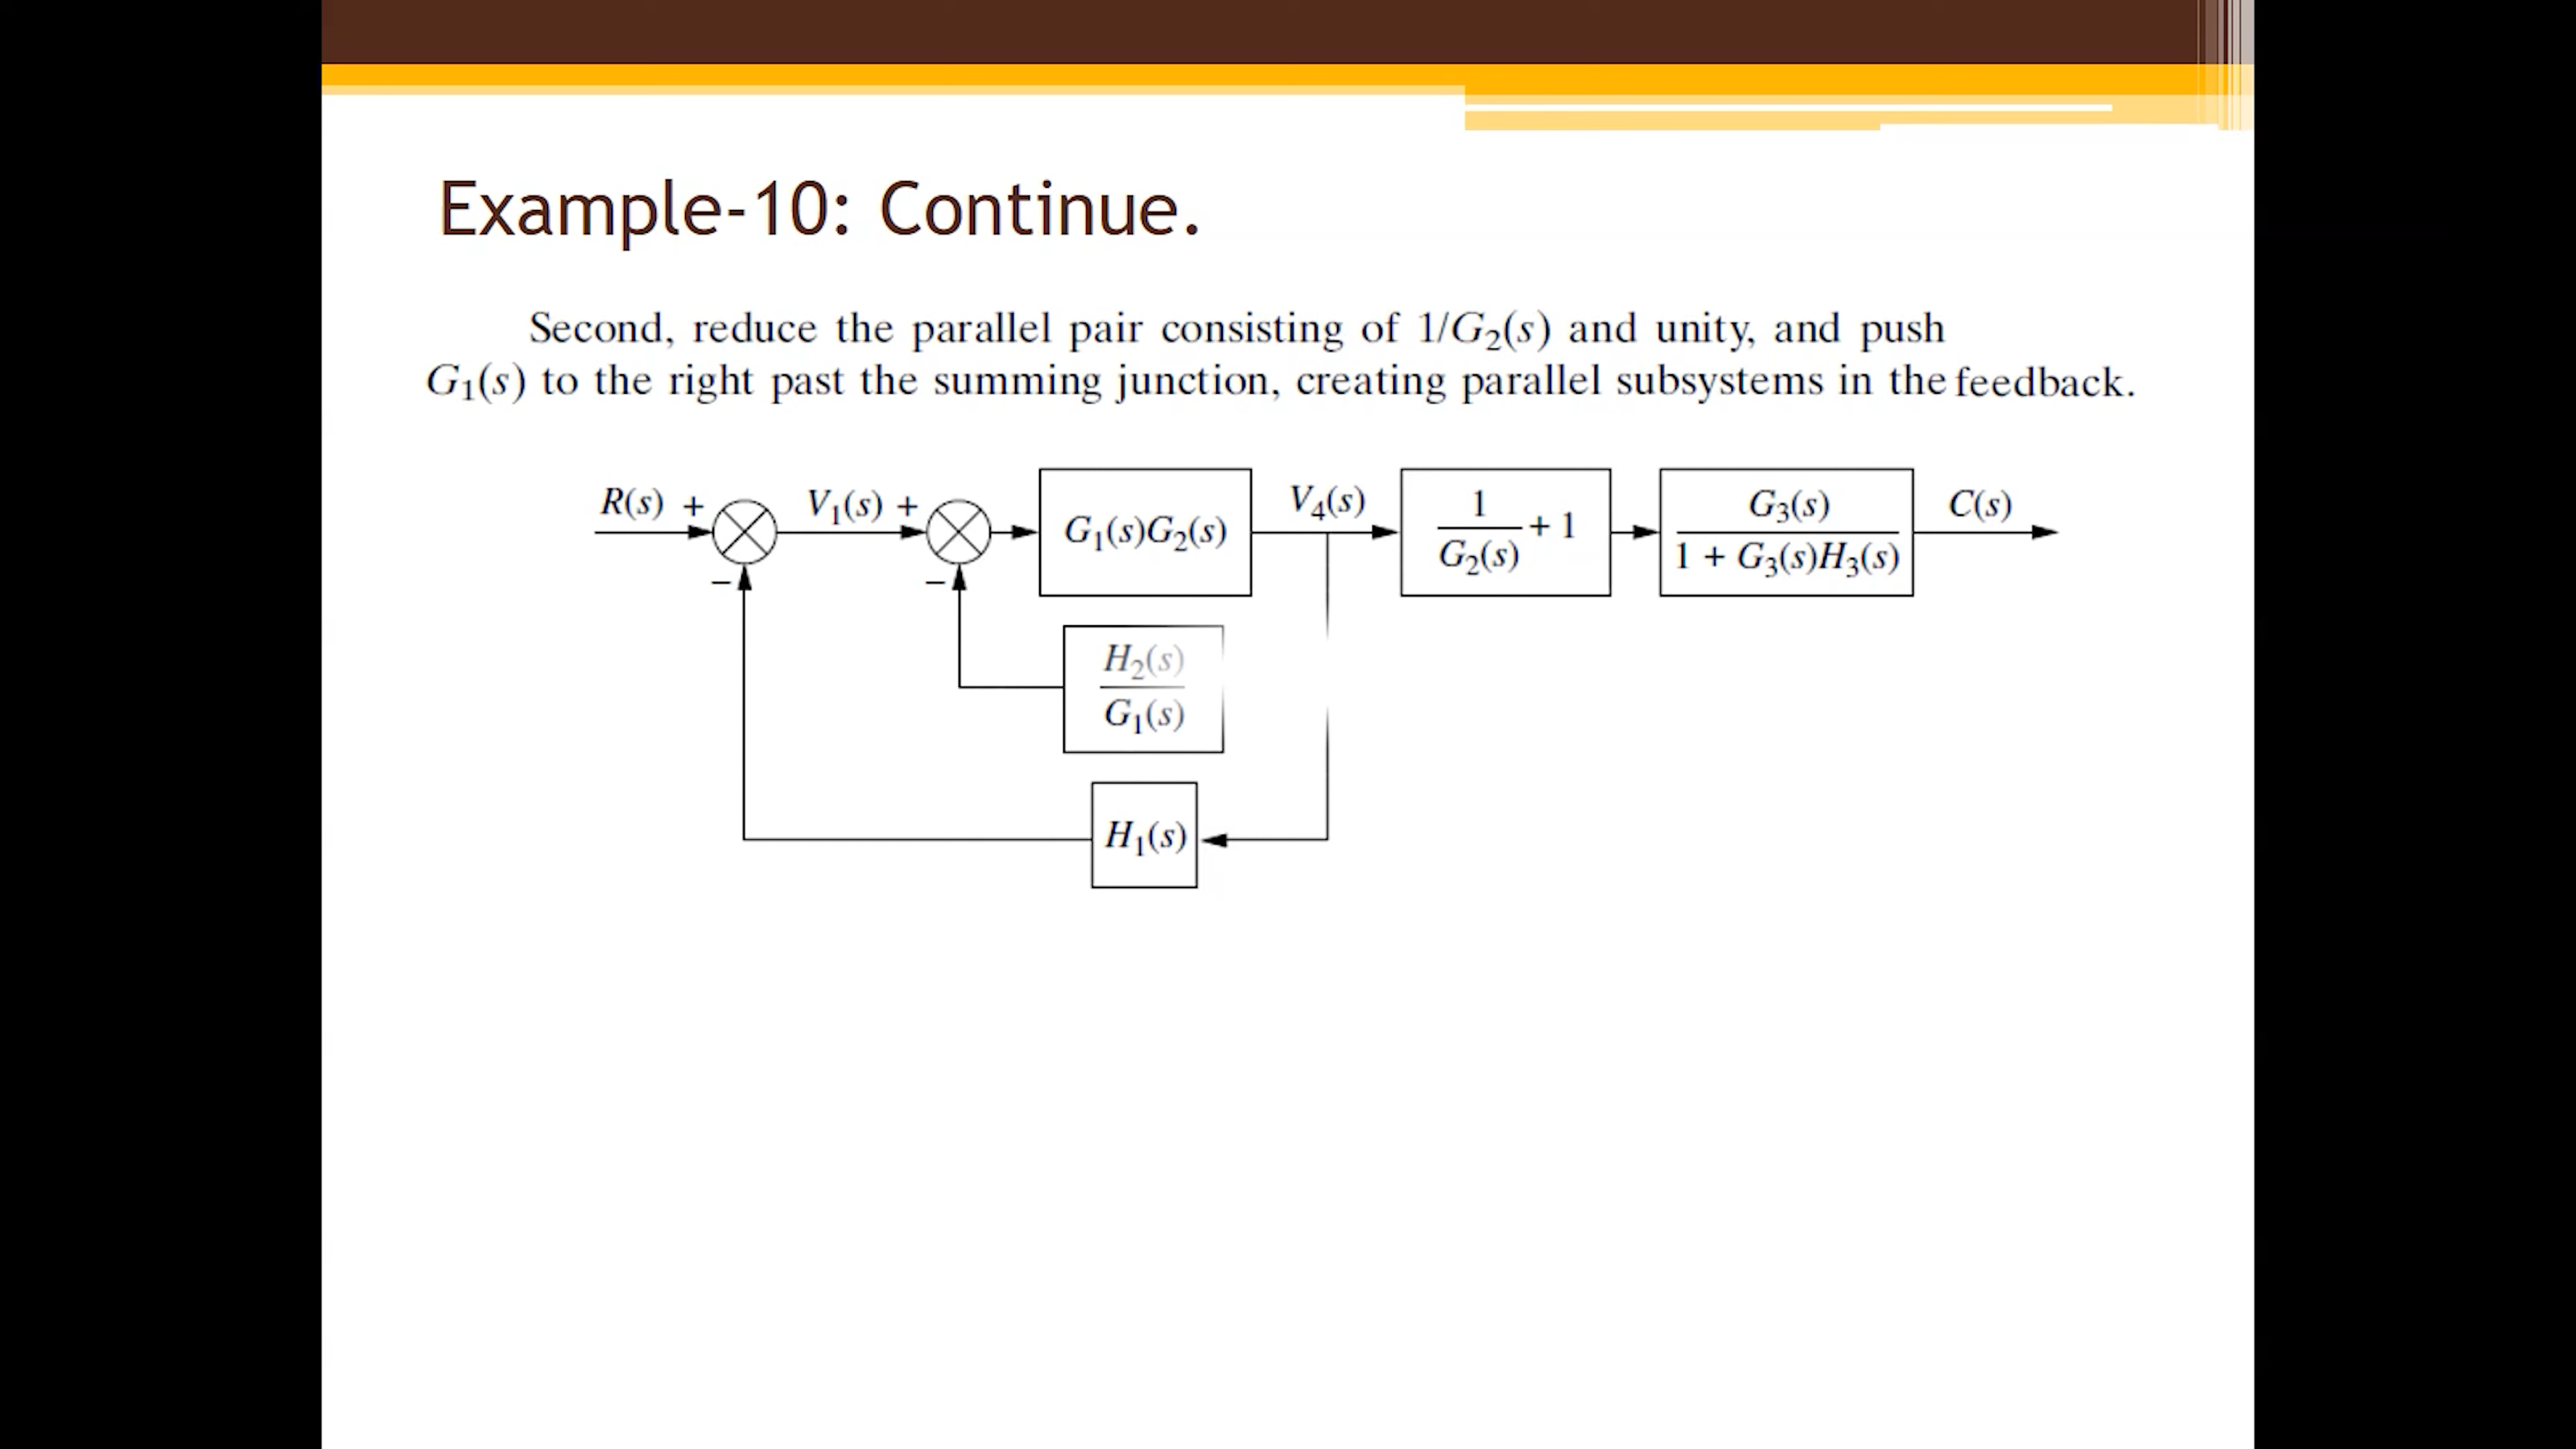 Example-10: Continue.
Second, reduce the parallel pair consisting of 1/G₂(s) and unity, and push
G₁(s) to the right past the summing junction, creating parallel subsystems in the feedback.
R(s) + V₁(s) + G₁(s)G₂(s) V₄(s) 1/G₂(s) + 1 G₃(s)/1 + G₃(s)H₃(s) C(s)
− −
H₂(s)
G₁(s)
H₁(s)